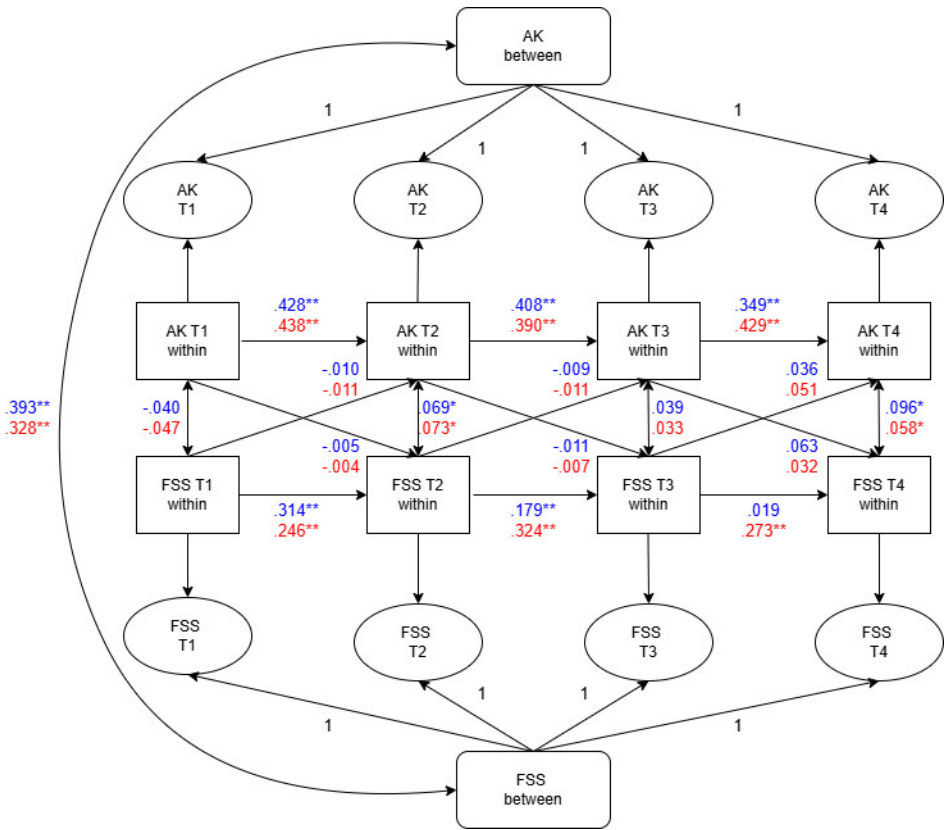 AK
between
1
1
1
1
AK
T1
AK
T2
AK
T3
AK
T4
.428**
.438**
.408**
.390**
.349**
.429**
AK T1
within
AK T2
within
AK T3
within
AK T4
within
-.010
-.011
-.009
-.011
.036
.051
.393**
.328**
-.040
-.047
.069*
.073*
.039
.033
.096*
.058*
-.005
-.004
-.011
-.007
.063
.032
FSS T1
within
FSS T2
within
FSS T3
within
FSS T4
within
.314**
.246**
.179**
.324**
.019
.273**
FSS
T1
FSS
T2
FSS
T3
FSS
T4
1
1
1
1
FSS
between